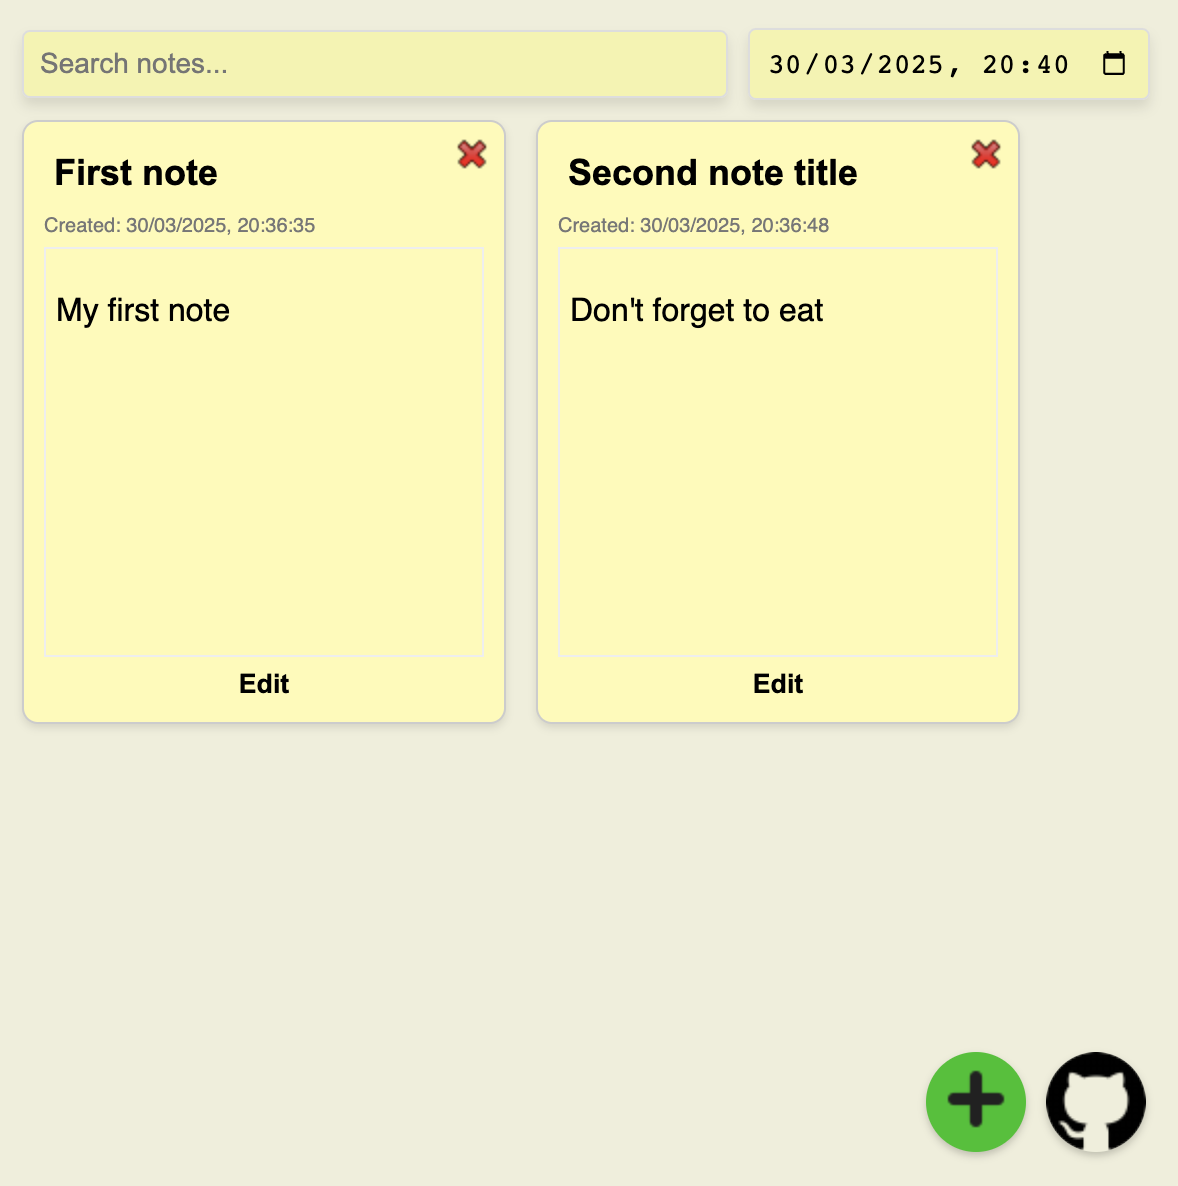 Search notes...
30/03/2025, 20:40
First note
Created: 30/03/2025, 20:36:35
My first note
Edit
Second note title
Created: 30/03/2025, 20:36:48
Don't forget to eat
Edit